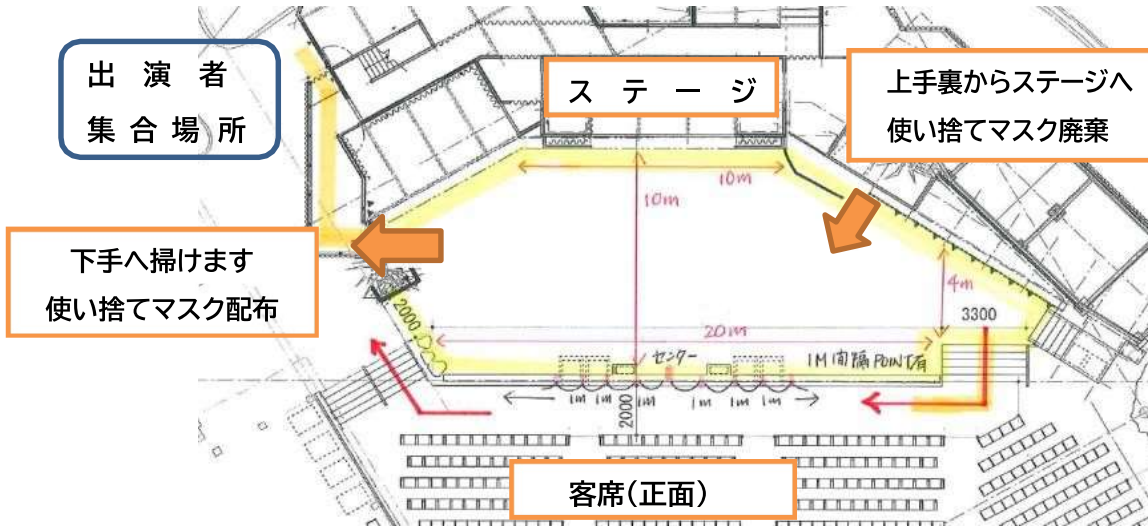 出 演 者
集 合 場 所
ス テ ー ジ
上手裏からステージへ
使い捨てマスク廃棄
10m
10m
下手へ掃けます
使い捨てマスク配布
4m
2000
3300
20m
センター
1M間隔POINT有
1m 1m 1m 1m 1m 1m
2000
客席(正面)